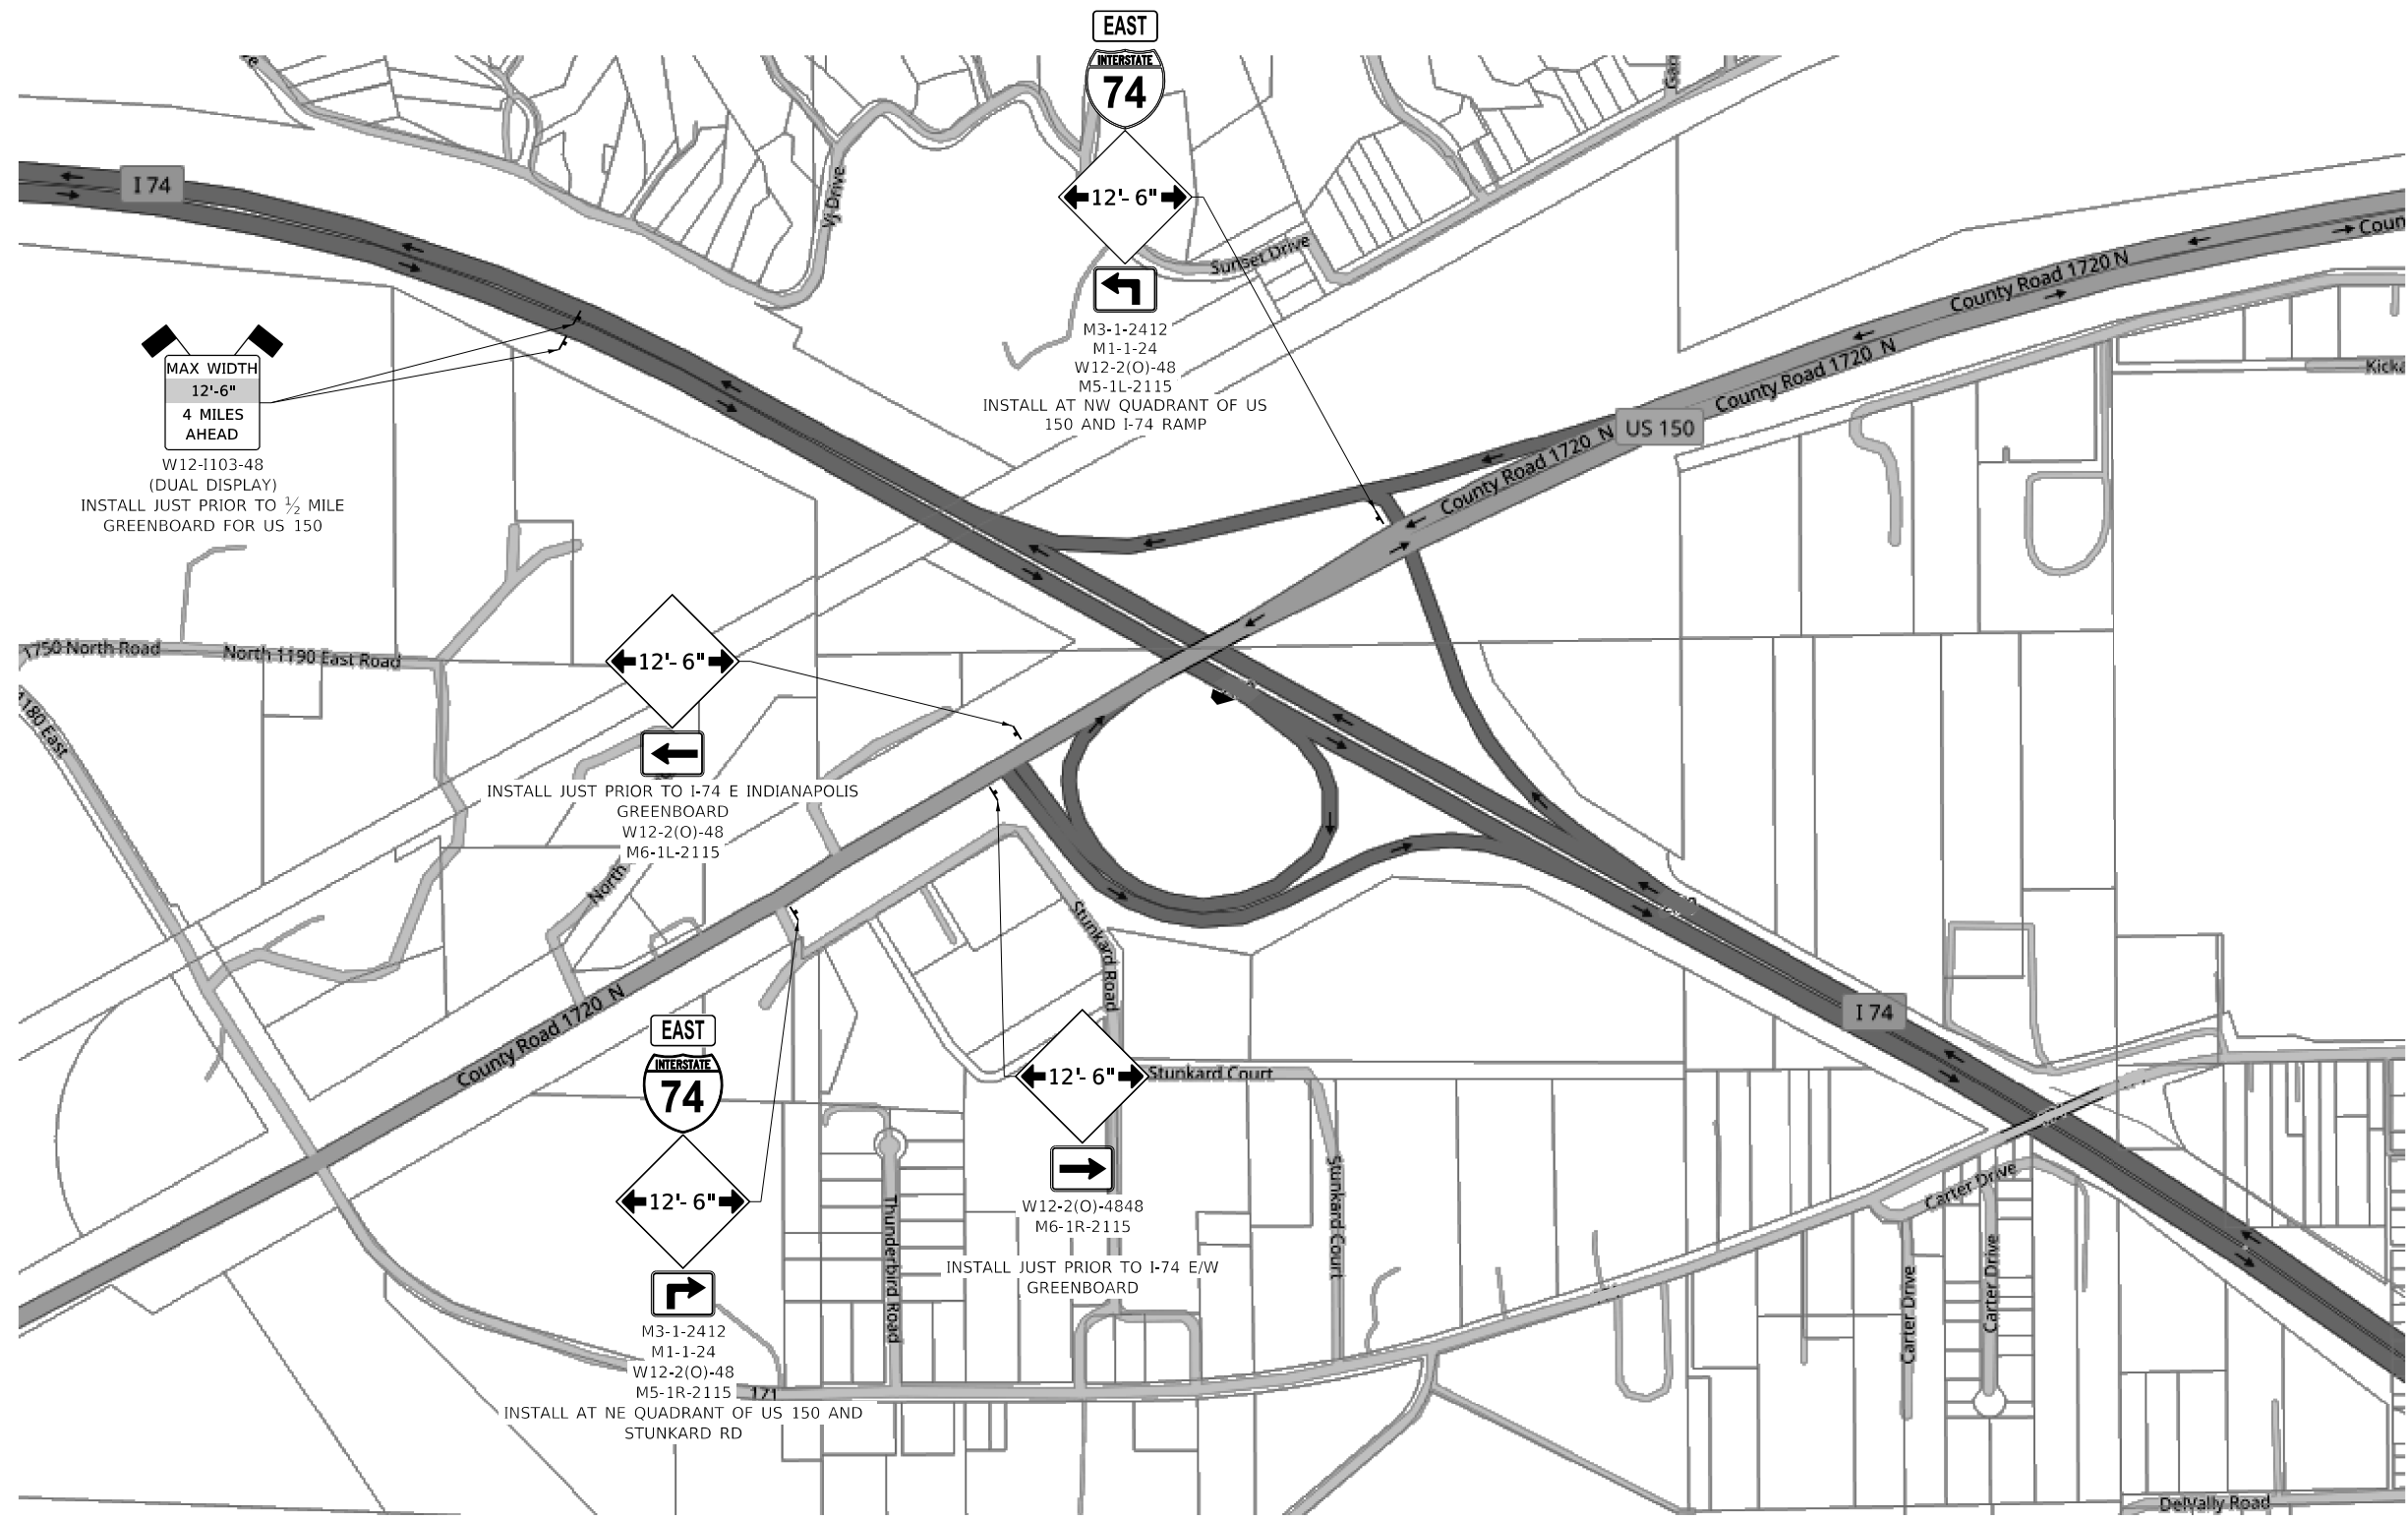 EAST
INTERSTATE
74
12'-6"
M3-1-2412
M1-1-24
W12-2(O)-48
M5-1L-2115
INSTALL AT NW QUADRANT OF US
150 AND I-74 RAMP
I 74
Vj Drive
Sunset Drive
County Road 1720 N
County Road 1720 N
County Road 1720 N
US 150
MAX WIDTH
12'-6"
4 MILES
AHEAD
W12-I103-48
(DUAL DISPLAY)
INSTALL JUST PRIOR TO ½ MILE
GREENBOARD FOR US 150
1750 North Road
North 1190 East Road
1180 East
12'-6"
INSTALL JUST PRIOR TO I-74 E INDIANAPOLIS
GREENBOARD
W12-2(O)-48
M6-1L-2115
North
Stunkard Road
County Road 1720 N
I 74
EAST
INTERSTATE
74
12'-6"
M3-1-2412
M1-1-24
W12-2(O)-48
M5-1R-2115
INSTALL AT NE QUADRANT OF US 150 AND
STUNKARD RD
171
12'-6"
Stunkard Court
W12-2(O)-4848
M6-1R-2115
INSTALL JUST PRIOR TO I-74 E/W
GREENBOARD
Thunderbird Road
Stunkard Court
Carter Drive
Carter Drive
Carter Drive
DelVally Road